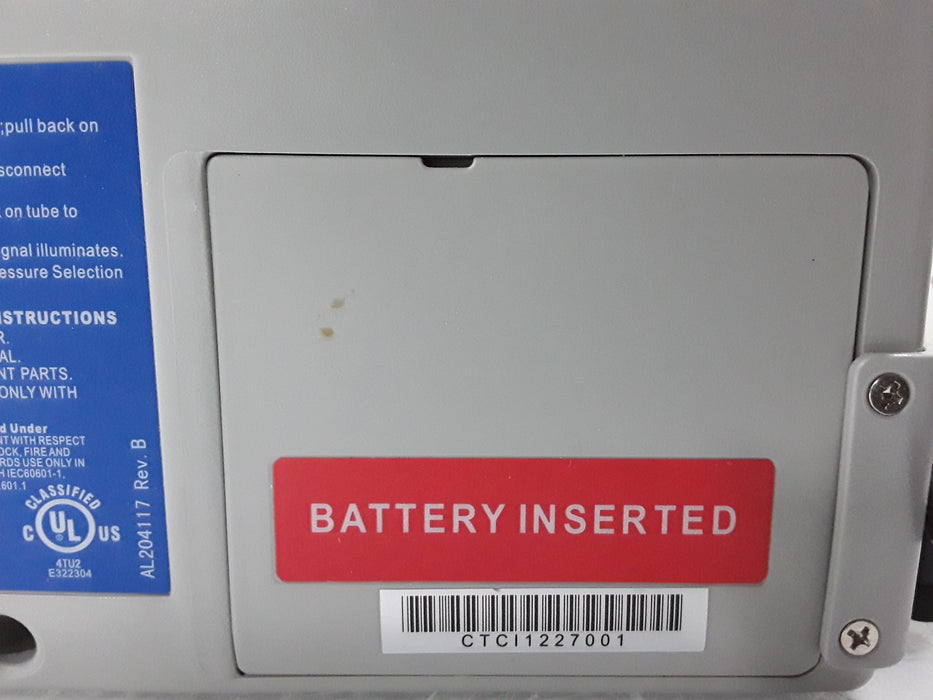 ;pull back on
sconnect
on tube to
gnal illuminates.
essure Selection
STRUCTIONS
R.
AL.
NT PARTS.
ONLY WITH
d Under
NT WITH RESPECT
OCK, FIRE AND
RDS USE ONLY IN
H IEC60601-1,
.601.1
CLASSIFIED
C UL ® US
4TU2
E322304
AL204117 Rev. B
BATTERY INSERTED
CTCI1227001